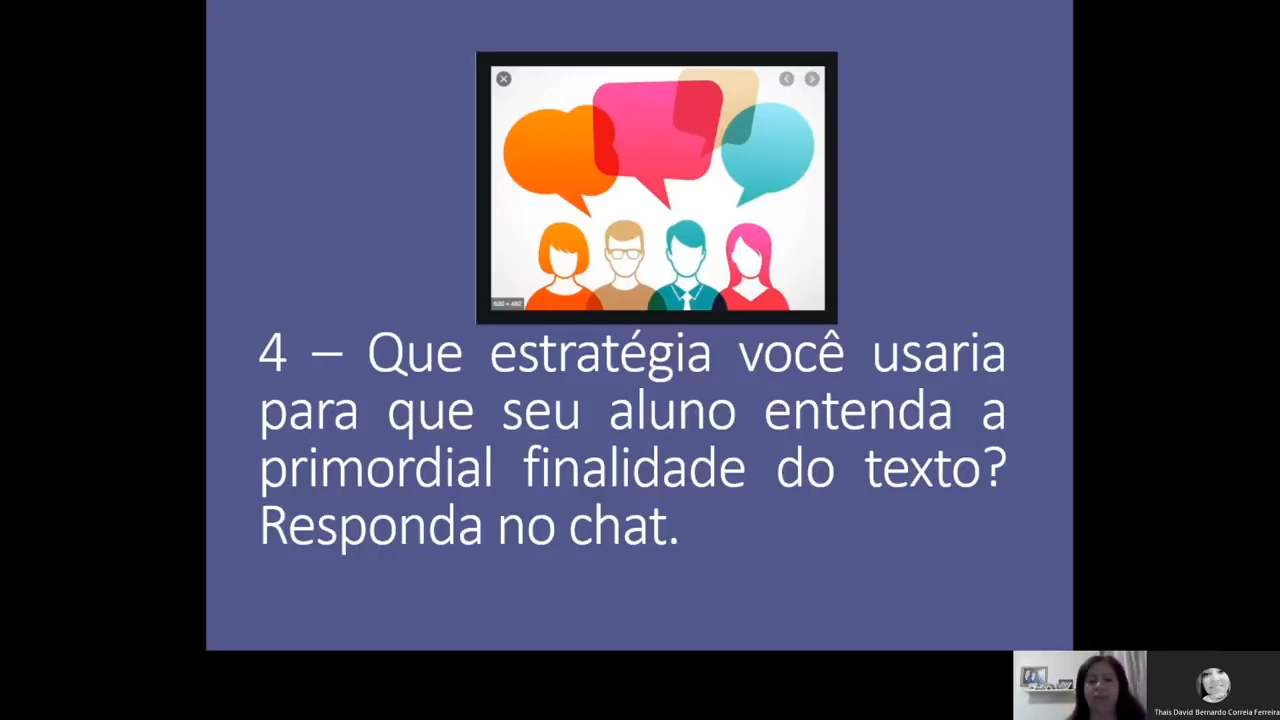 4 – Que estratégia você usaria
para que seu aluno entenda a
primordial finalidade do texto?
Responda no chat.
Thais David Bernardo Correia Ferreira